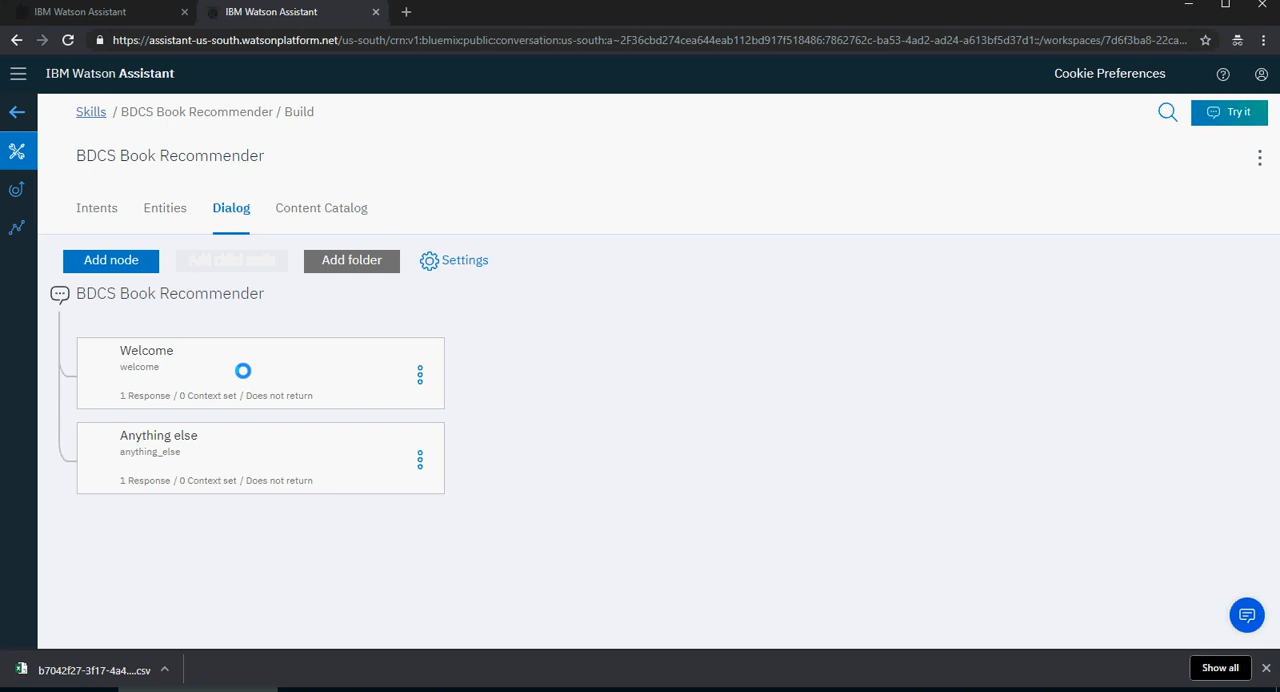 IBM Watson Assistant
IBM Watson Assistant
https://assistant-us-south.watsonplatform.net/us-south/crn:v1:bluemix:public:conversation:us-south:a~2F36cbd274cea644eab112bd917f518486:7862762c-ba53-4ad2-ad24-a613bf5d37d1::/workspaces/7d6f3ba8-22ca...
IBM Watson Assistant
Cookie Preferences
Skills / BDCS Book Recommender / Build
Try it
BDCS Book Recommender
Intents Entities Dialog Content Catalog
Add node Add child node Add folder Settings
BDCS Book Recommender
Welcome
welcome
1 Response / 0 Context set / Does not return
Anything else
anything_else
1 Response / 0 Context set / Does not return
b7042f27-3f17-4a4....csv
Show all